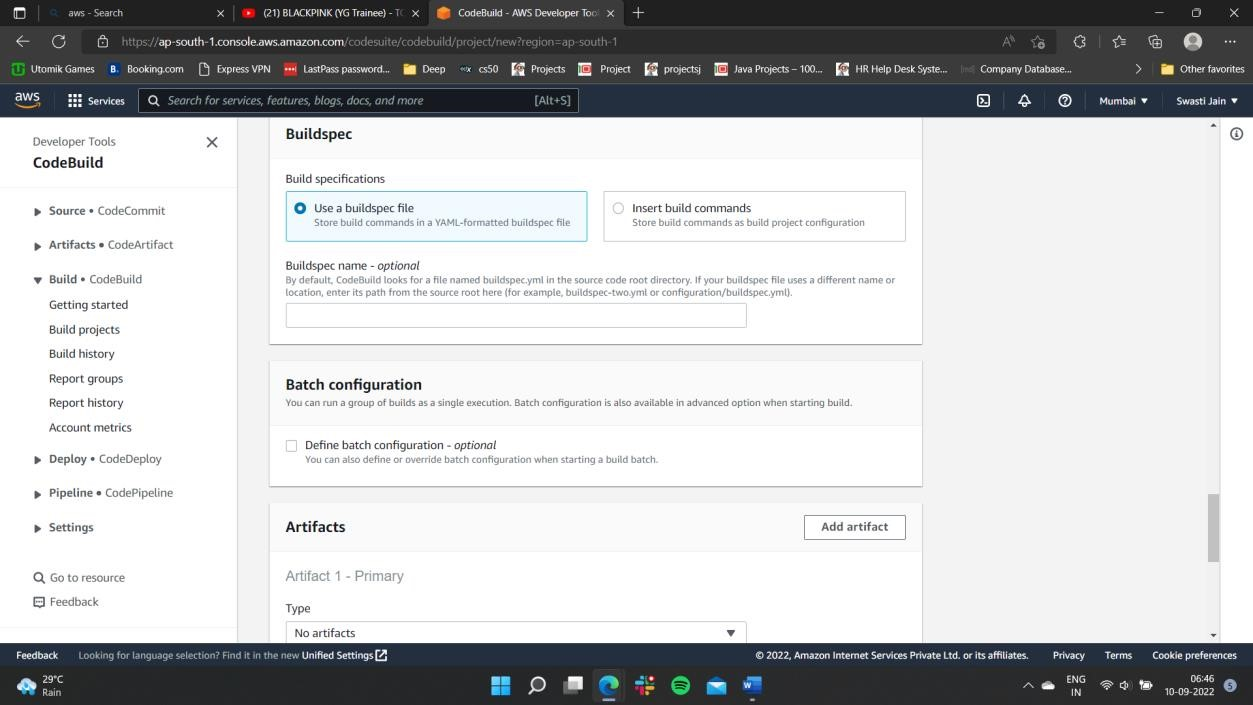 aws - Search
(21) BLACKPINK (YG Trainee) - TO
CodeBuild - AWS Developer Tool
https://ap-south-1.console.aws.amazon.com/codesuite/codebuild/project/new?region=ap-south-1
Utomik Games
B. Booking.com
Express VPN
LastPass password...
Deep
cs50
Projects
Project
projectsj
Java Projects – 100...
HR Help Desk Syste...
Company Database...
Other favorites
aws
Services
Search for services, features, blogs, docs, and more
[Alt+S]
Mumbai
Swasti Jain
Developer Tools
CodeBuild
Source • CodeCommit
Artifacts • CodeArtifact
Build • CodeBuild
Getting started
Build projects
Build history
Report groups
Report history
Account metrics
Deploy • CodeDeploy
Pipeline • CodePipeline
Settings
Go to resource
Feedback
Buildspec
Build specifications
Use a buildspec file
Store build commands in a YAML-formatted buildspec file
Insert build commands
Store build commands as build project configuration
Buildspec name - optional
By default, CodeBuild looks for a file named buildspec.yml in the source code root directory. If your buildspec file uses a different name or
location, enter its path from the source root here (for example, buildspec-two.yml or configuration/buildspec.yml).
Batch configuration
You can run a group of builds as a single execution. Batch configuration is also available in advanced option when starting build.
Define batch configuration - optional
You can also define or override batch configuration when starting a build batch.
Artifacts
Add artifact
Artifact 1 - Primary
Type
No artifacts
Feedback
Looking for language selection? Find it in the new Unified Settings
© 2022, Amazon Internet Services Private Ltd. or its affiliates.
Privacy
Terms
Cookie preferences
29°C
Rain
ENG
IN
06:46
10-09-2022
5